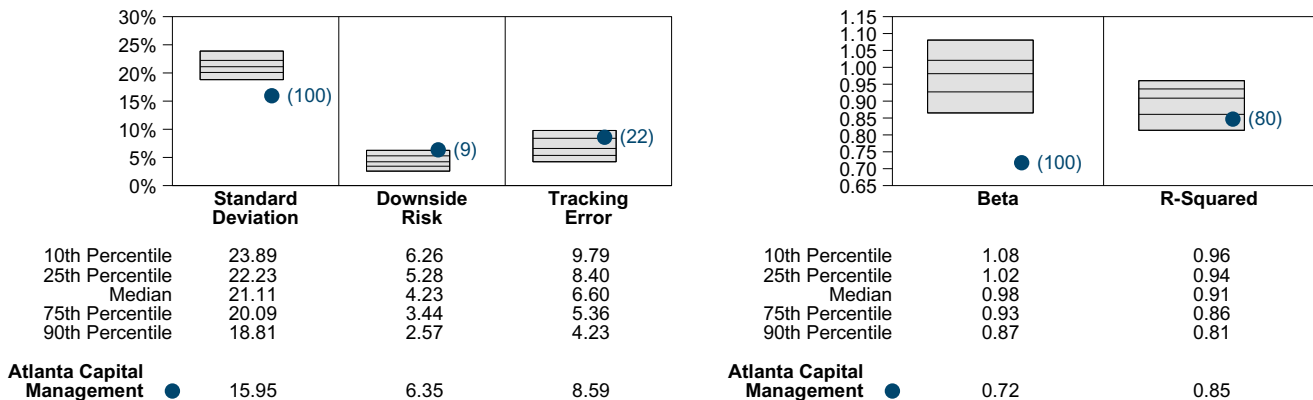 30%
25%
20%
15%
10%
5%
0%
(100)
(9)
(22)
Standard
Deviation
Downside
Risk
Tracking
Error
10th Percentile 23.89 6.26 9.79
25th Percentile 22.23 5.28 8.40
Median 21.11 4.23 6.60
75th Percentile 20.09 3.44 5.36
90th Percentile 18.81 2.57 4.23
Atlanta Capital
Management 15.95 6.35 8.59
1.15
1.10
1.05
1.00
0.95
0.90
0.85
0.80
0.75
0.70
0.65
(100)
(80)
Beta
R-Squared
10th Percentile 1.08 0.96
25th Percentile 1.02 0.94
Median 0.98 0.91
75th Percentile 0.93 0.86
90th Percentile 0.87 0.81
Atlanta Capital
Management 0.72 0.85